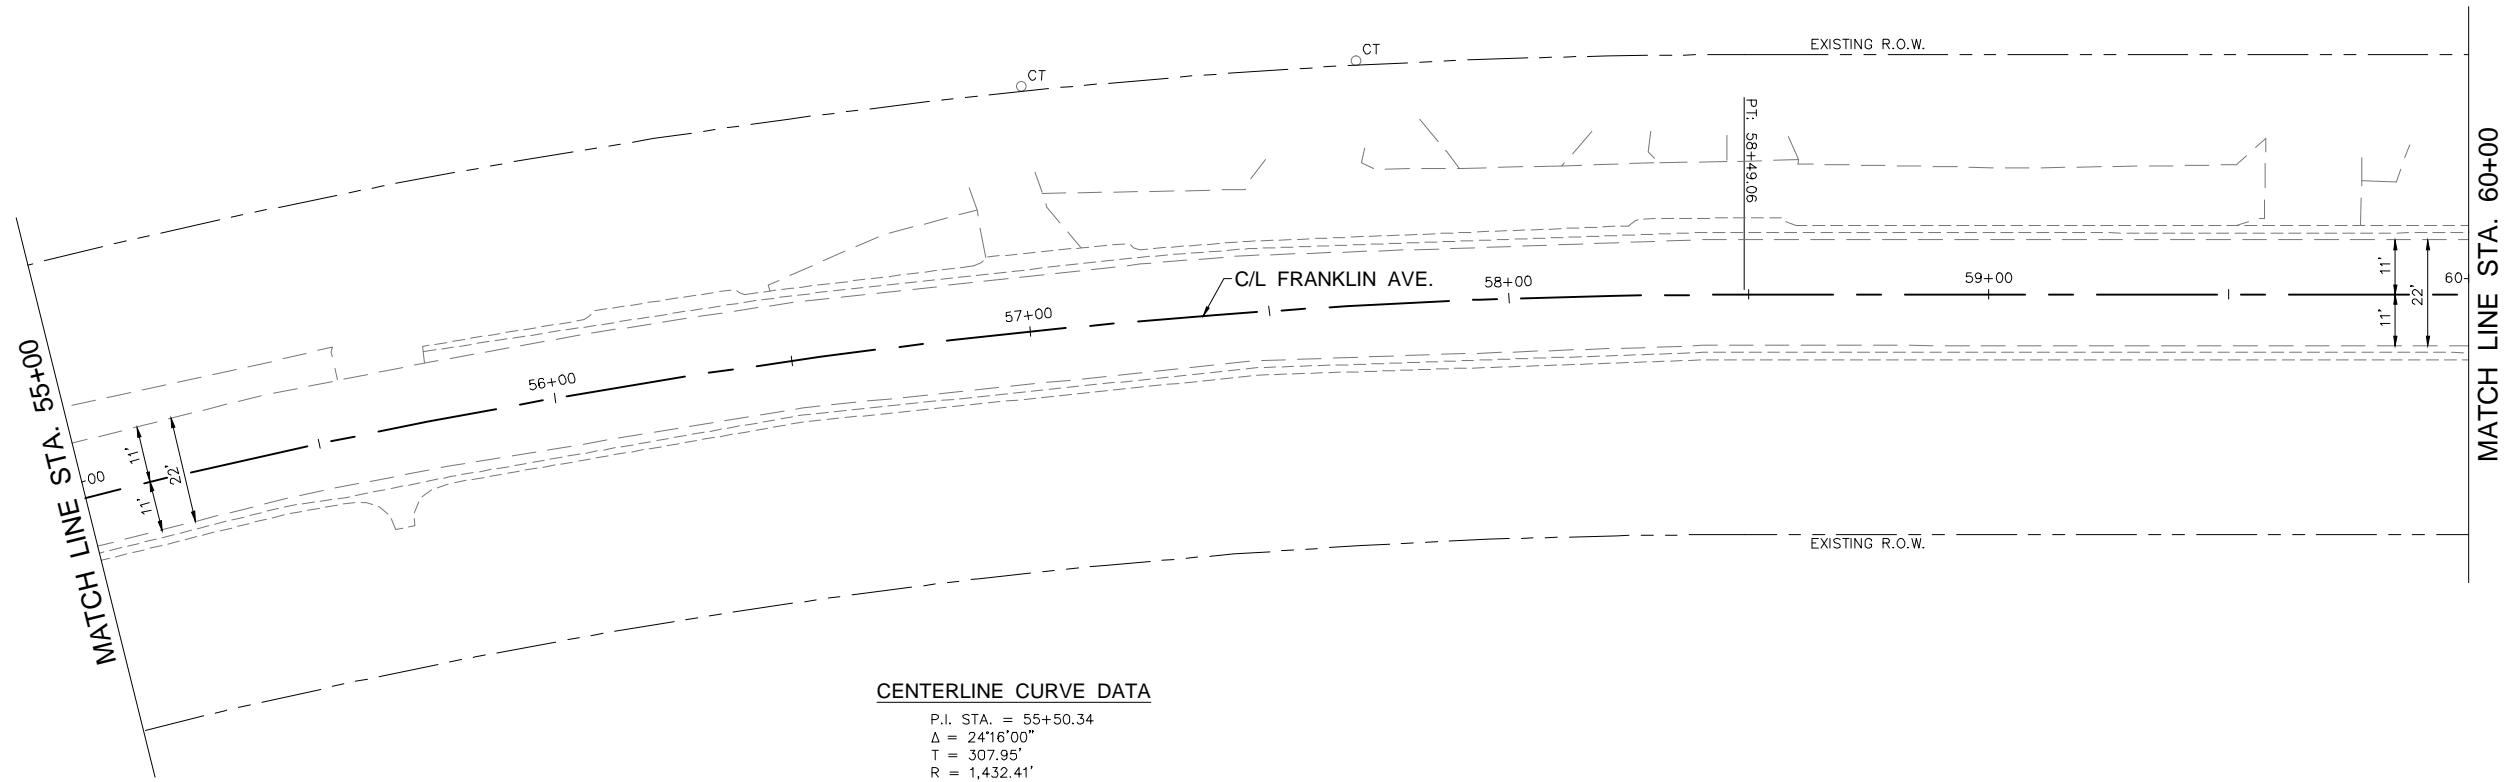 CT
CT
EXISTING R.O.W.
PT: 58+49.06
MATCH LINE STA. 60+00
C/L FRANKLIN AVE.
58+00
59+00
60
11'
11'
22'
57+00
56+00
MATCH LINE STA. 55+00
00
11'
11'
22'
EXISTING R.O.W.
CENTERLINE CURVE DATA
P.I. STA. = 55+50.34
Δ = 24°16'00"
T = 307.95'
R = 1,432.41'